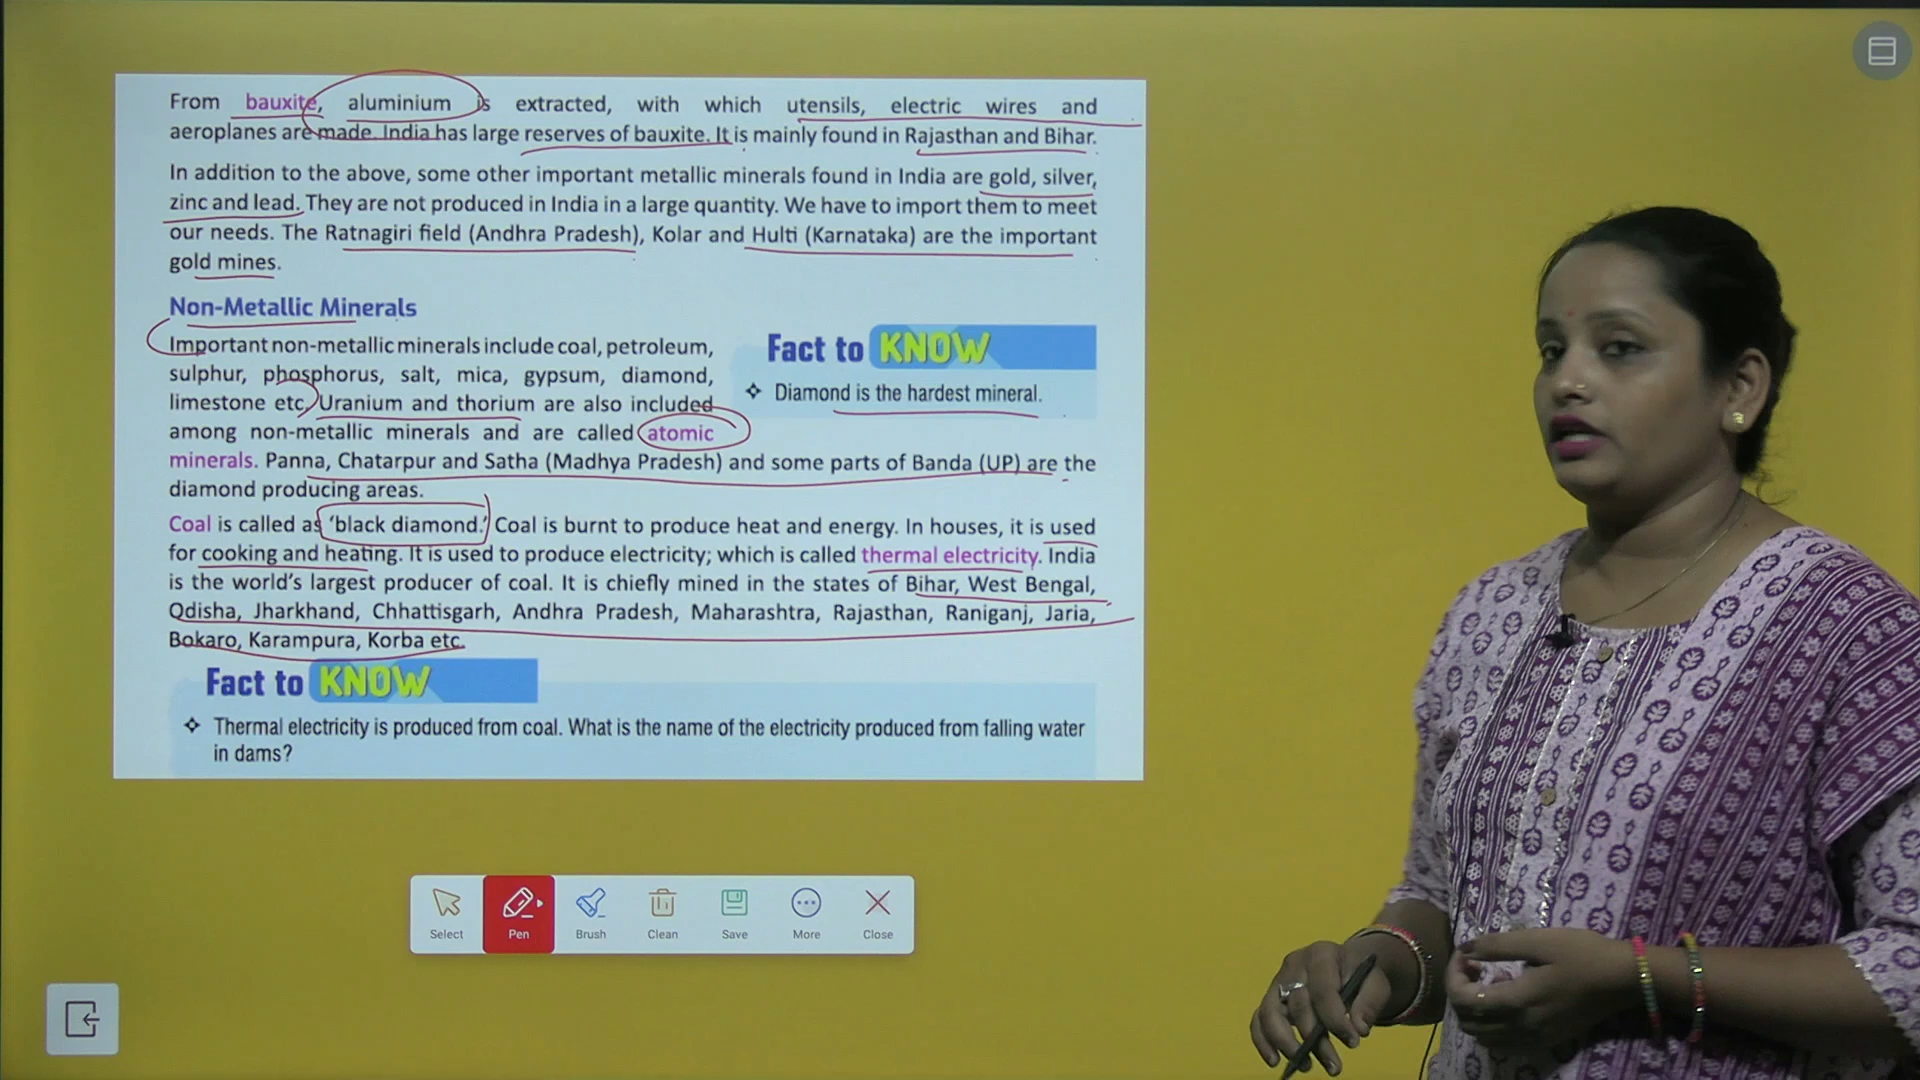 From bauxite, aluminium is extracted, with which utensils, electric wires and
aeroplanes are made. India has large reserves of bauxite. It is mainly found in Rajasthan and Bihar.
In addition to the above, some other important metallic minerals found in India are gold, silver,
zinc and lead. They are not produced in India in a large quantity. We have to import them to meet
our needs. The Ratnagiri field (Andhra Pradesh), Kolar and Hulti (Karnataka) are the important
gold mines.
Non-Metallic Minerals
Important non-metallic minerals include coal, petroleum,
sulphur, phosphorus, salt, mica, gypsum, diamond,
limestone etc. Uranium and thorium are also included
among non-metallic minerals and are called atomic
minerals. Panna, Chatarpur and Satha (Madhya Pradesh) and some parts of Banda (UP) are the
diamond producing areas.
Fact to KNOW
❖ Diamond is the hardest mineral.
Coal is called as ‘black diamond.’ Coal is burnt to produce heat and energy. In houses, it is used
for cooking and heating. It is used to produce electricity; which is called thermal electricity. India
is the world's largest producer of coal. It is chiefly mined in the states of Bihar, West Bengal,
Odisha, Jharkhand, Chhattisgarh, Andhra Pradesh, Maharashtra, Rajasthan, Raniganj, Jaria,
Bokaro, Karampura, Korba etc.
Fact to KNOW
❖ Thermal electricity is produced from coal. What is the name of the electricity produced from falling water
in dams?
Select Pen Brush Clean Save More Close